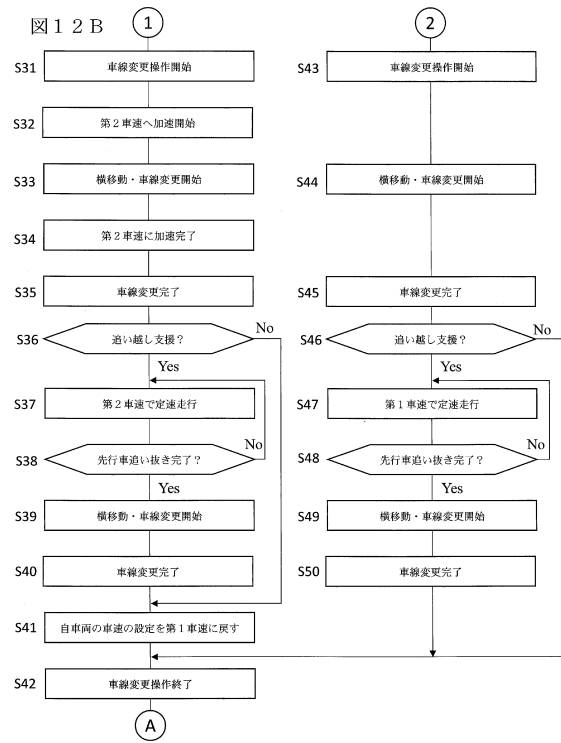 図12B
1
S31 車線変更操作開始
S32 第2車速へ加速開始
S33 横移動・車線変更開始
S34 第2車速に加速完了
S35 車線変更完了
S36 追い越し支援?
No
Yes
S37 第2車速で定速走行
S38 先行車追い抜き完了?
No
Yes
S39 横移動・車線変更開始
S40 車線変更完了
S41 自車両の車速の設定を第1車速に戻す
S42 車線変更操作終了
A
2
S43 車線変更操作開始
S44 横移動・車線変更開始
S45 車線変更完了
S46 追い越し支援?
No
Yes
S47 第1車速で定速走行
S48 先行車追い抜き完了?
No
Yes
S49 横移動・車線変更開始
S50 車線変更完了